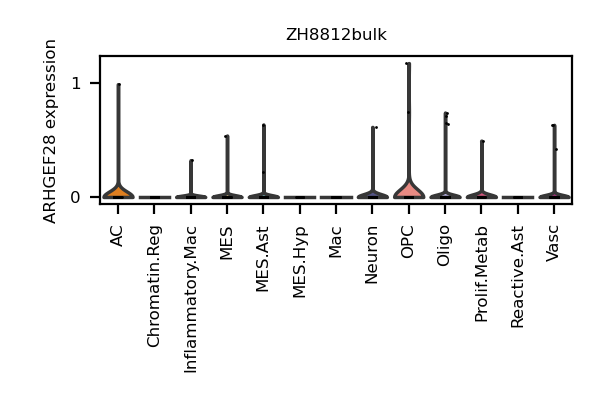 ZH8812bulk
ARHGEF28 expression
1
0
AC
Chromatin.Reg
Inflammatory.Mac
MES
MES.Ast
MES.Hyp
Mac
Neuron
OPC
Oligo
Prolif.Metab
Reactive.Ast
Vasc